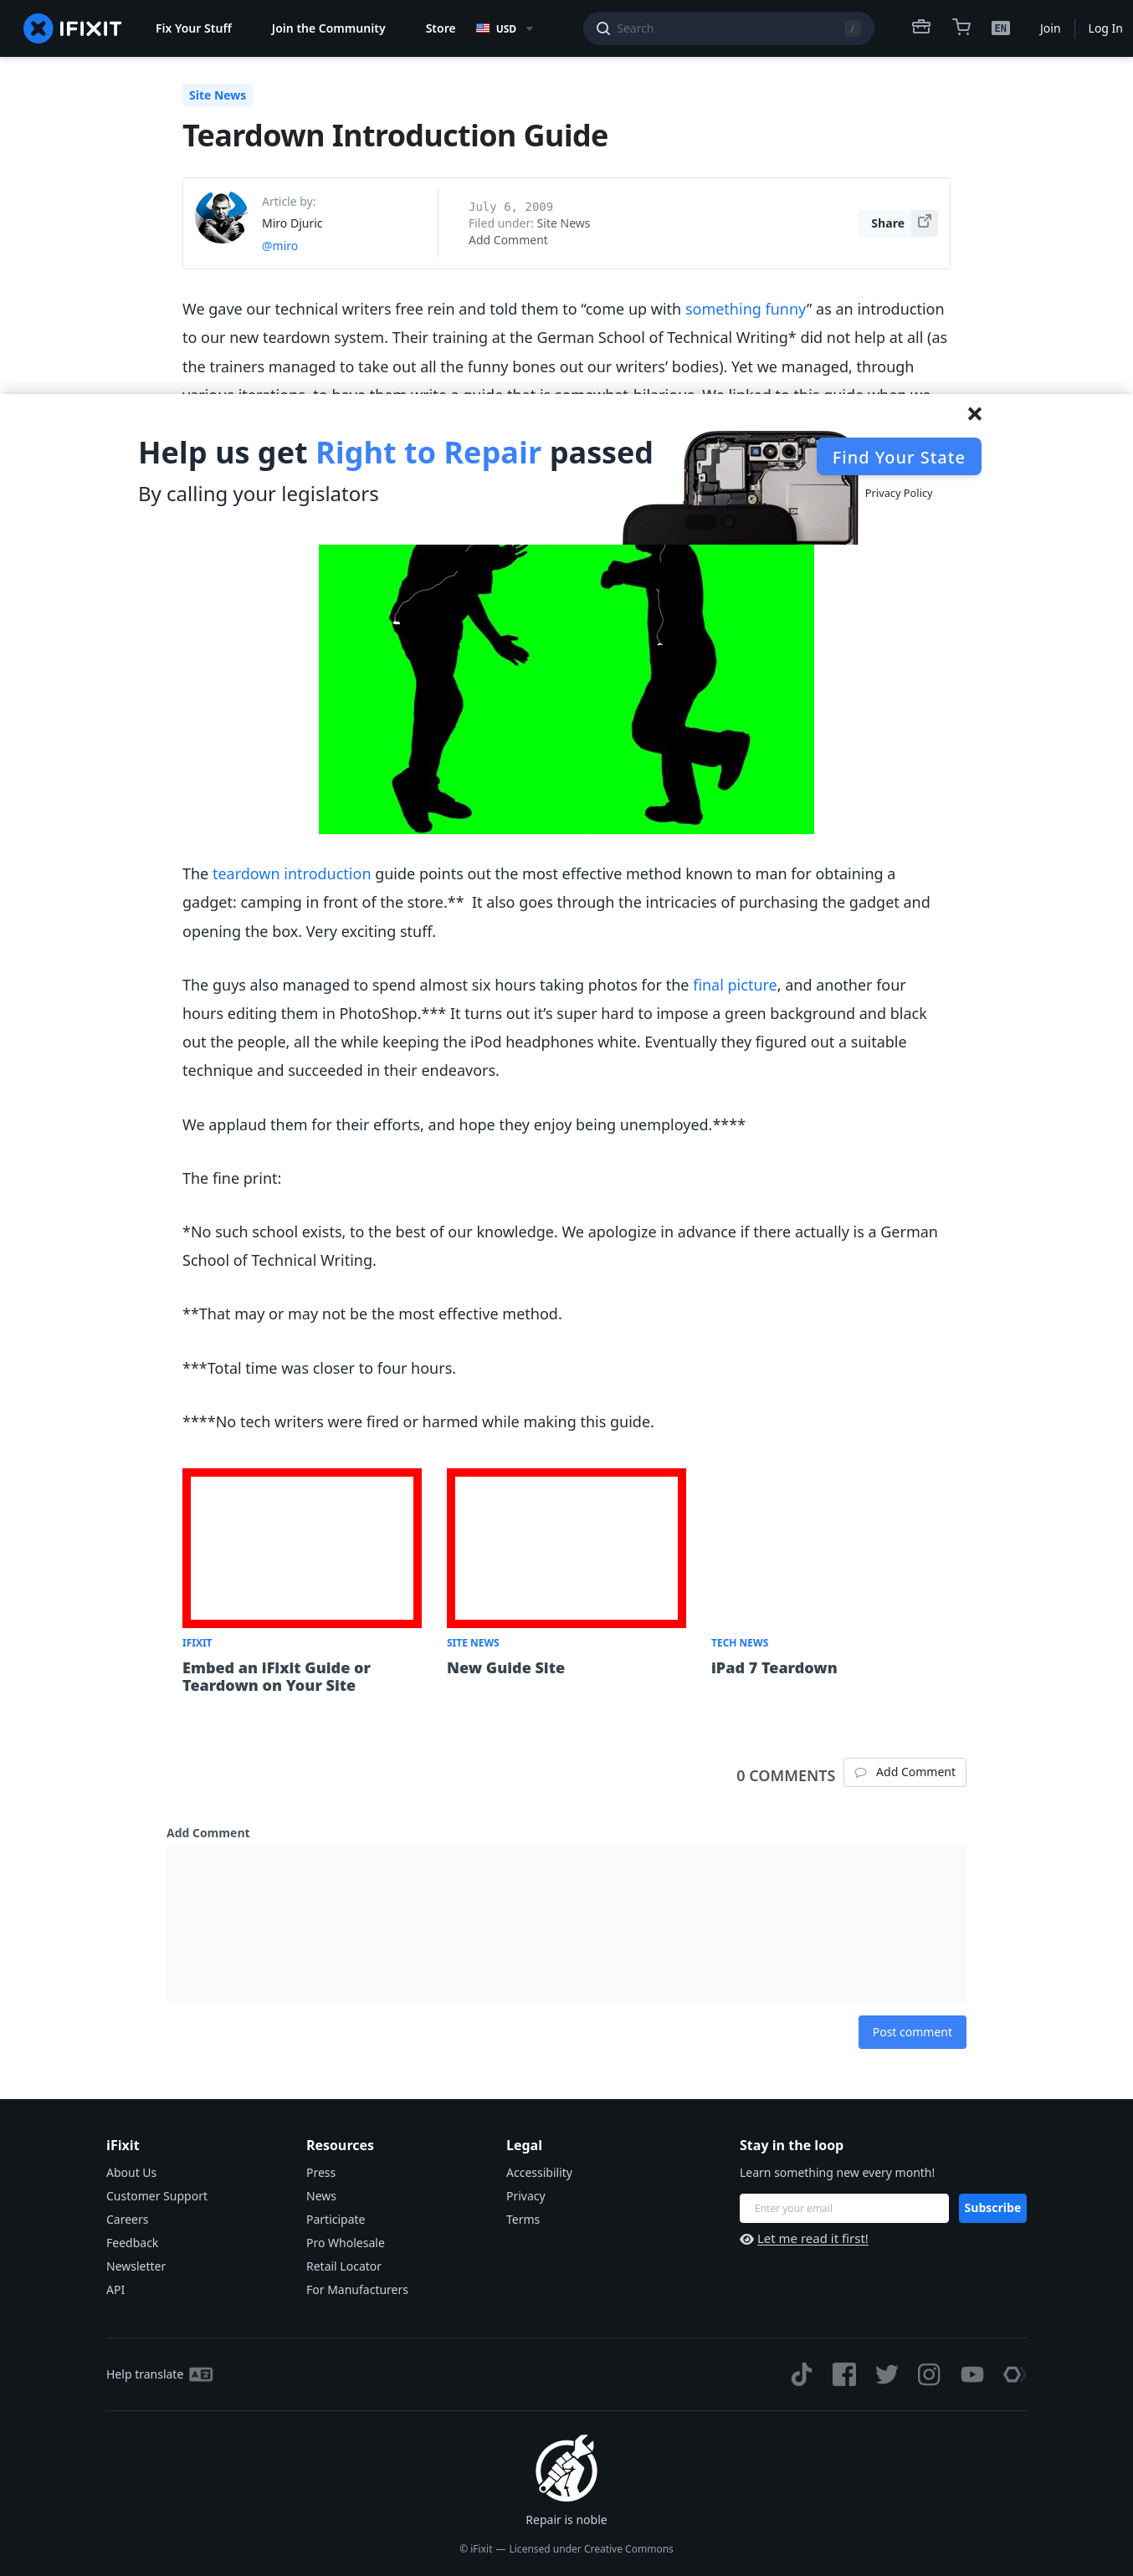 IFIXIT
Fix Your Stuff
Join the Community
Store
USD
Search
/
EN
Join
Log In
Site News
Teardown Introduction Guide
Article by:
Miro Djuric
@miro
July 6, 2009
Filed under: Site News
Add Comment
Share
We gave our technical writers free rein and told them to “come up with something funny” as an introduction
to our new teardown system. Their training at the German School of Technical Writing* did not help at all (as
the trainers managed to take out all the funny bones out our writers’ bodies). Yet we managed, through
various iterations, to have them write a guide that is somewhat hilarious. We linked to this guide when we
Help us get Right to Repair passed
By calling your legislators
Find Your State
Privacy Policy
The teardown introduction guide points out the most effective method known to man for obtaining a
gadget: camping in front of the store.** It also goes through the intricacies of purchasing the gadget and
opening the box. Very exciting stuff.
The guys also managed to spend almost six hours taking photos for the final picture, and another four
hours editing them in PhotoShop.*** It turns out it’s super hard to impose a green background and black
out the people, all the while keeping the iPod headphones white. Eventually they figured out a suitable
technique and succeeded in their endeavors.
We applaud them for their efforts, and hope they enjoy being unemployed.****
The fine print:
*No such school exists, to the best of our knowledge. We apologize in advance if there actually is a German
School of Technical Writing.
**That may or may not be the most effective method.
***Total time was closer to four hours.
****No tech writers were fired or harmed while making this guide.
IFIXIT
Embed an iFixit Guide or
Teardown on Your Site
SITE NEWS
New Guide Site
TECH NEWS
iPad 7 Teardown
0 COMMENTS
Add Comment
Add Comment
Post comment
iFixit
About Us
Customer Support
Careers
Feedback
Newsletter
API
Resources
Press
News
Participate
Pro Wholesale
Retail Locator
For Manufacturers
Legal
Accessibility
Privacy
Terms
Stay in the loop
Learn something new every month!
Enter your email
Subscribe
Let me read it first!
Help translate
Repair is noble
© iFixit — Licensed under Creative Commons